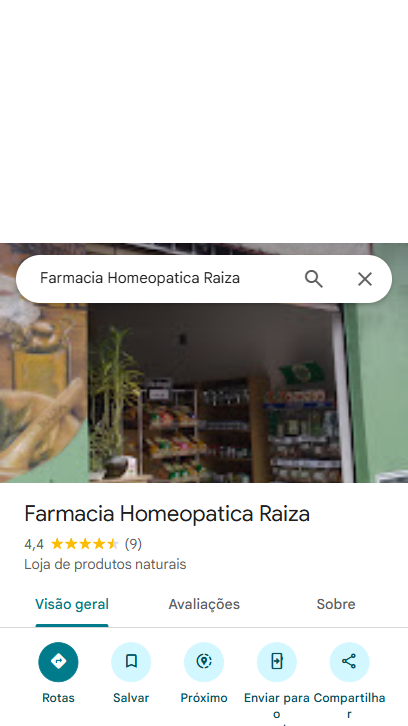 Farmacia Homeopatica Raiza
Farmacia Homeopatica Raiza
4,4 (9)
Loja de produtos naturais
Visão geral Avaliações Sobre
Rotas Salvar Próximo Enviar para o Compartilhar